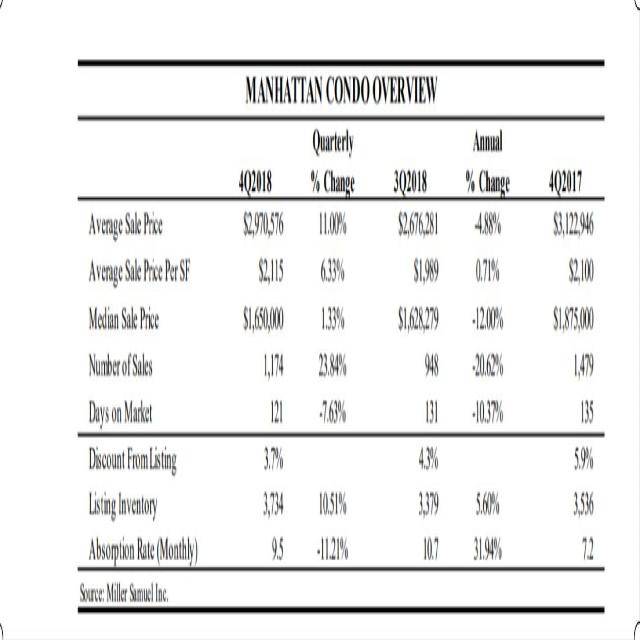 MANHATTAN CONDO OVERVIEW
Quarterly Annual
4Q2018 % Change 3Q2018 % Change 4Q2017
Average Sale Price $2,970,576 11.00% $2,676,281 -4.88% $3,122,946
Average Sale Price Per SF $2,115 6.33% $1,989 0.71% $2,100
Median Sale Price $1,650,000 1.33% $1,628,279 -12.00% $1,875,000
Number of Sales 1,174 23.84% 948 -20.62% 1,479
Days on Market 121 -7.63% 131 -10.37% 135
Discount From Listing 3.7% 4.3% 5.9%
Listing Inventory 3,734 10.51% 3,379 5.60% 3,536
Absorption Rate (Monthly) 9.5 -11.21% 10.7 31.94% 7.2
Source: Miller Samuel Inc.